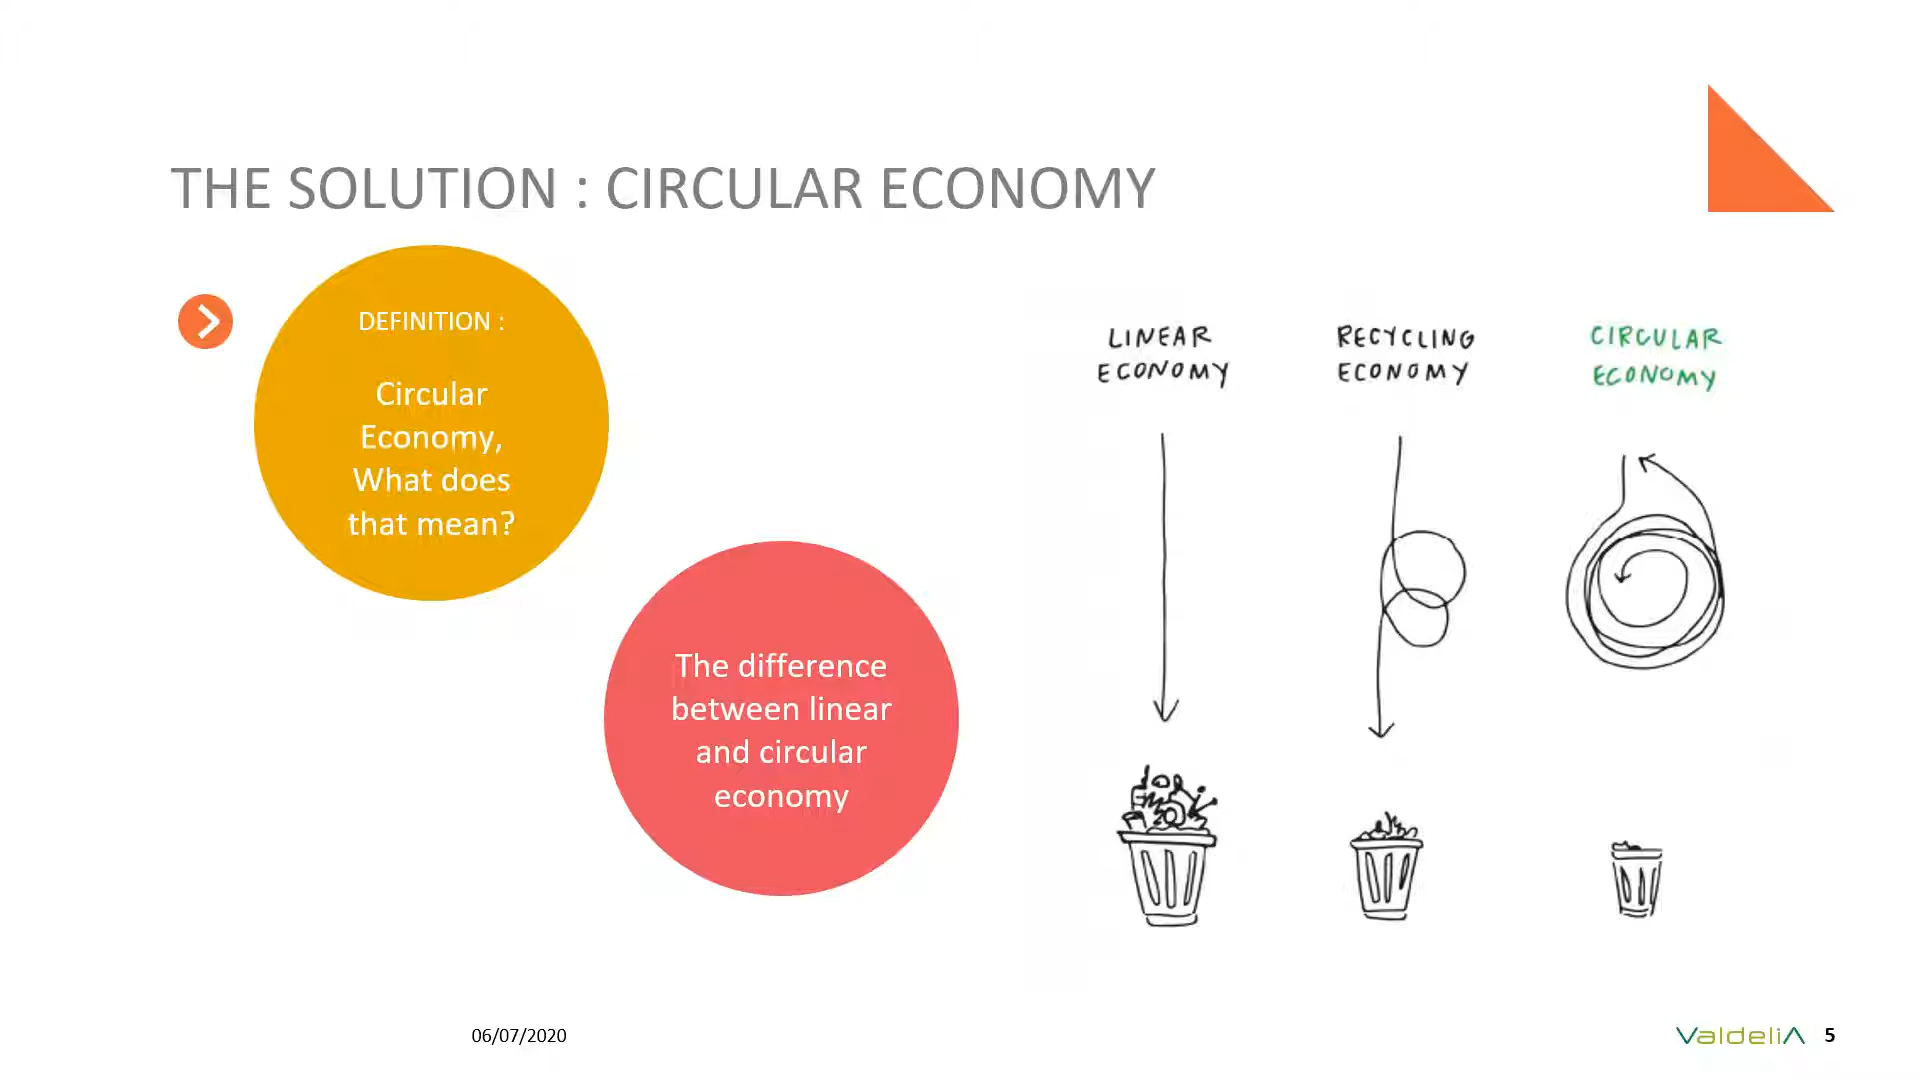 THE SOLUTION : CIRCULAR ECONOMY
DEFINITION :
Circular
Economy,
What does
that mean?
The difference
between linear
and circular
economy
LINEAR
ECONOMY
RECYCLING
ECONOMY
CIRCULAR
ECONOMY
06/07/2020
ValdeliA
5